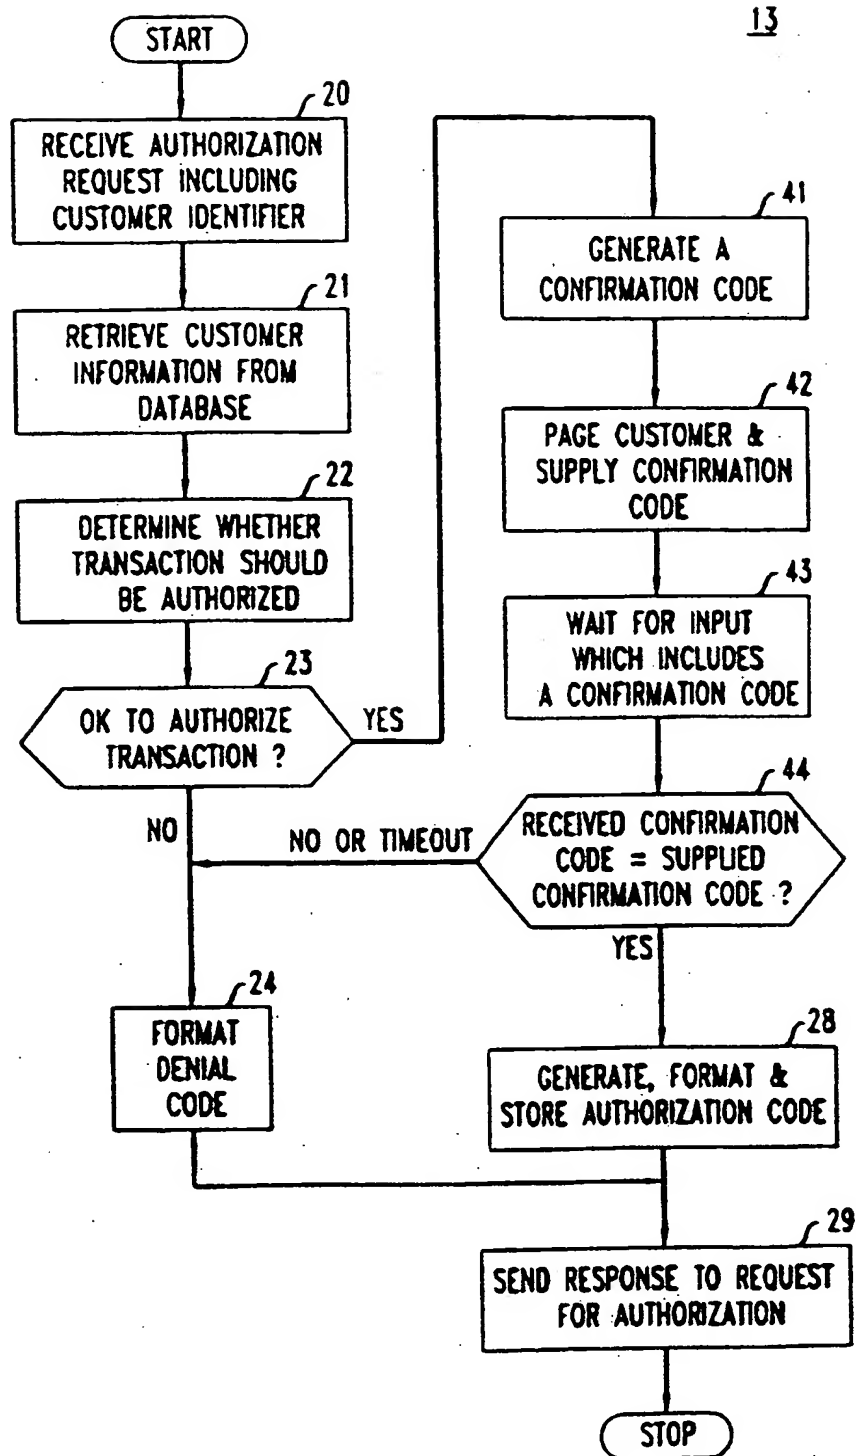 13
START
20
RECEIVE AUTHORIZATION
REQUEST INCLUDING
CUSTOMER IDENTIFIER
21
RETRIEVE CUSTOMER
INFORMATION FROM
DATABASE
22
DETERMINE WHETHER
TRANSACTION SHOULD
BE AUTHORIZED
23
OK TO AUTHORIZE
TRANSACTION ?
YES
NO
41
GENERATE A
CONFIRMATION CODE
42
PAGE CUSTOMER &
SUPPLY CONFIRMATION
CODE
43
WAIT FOR INPUT
WHICH INCLUDES
A CONFIRMATION CODE
44
RECEIVED CONFIRMATION
CODE = SUPPLIED
CONFIRMATION CODE ?
NO OR TIMEOUT
YES
24
FORMAT
DENIAL
CODE
28
GENERATE, FORMAT &
STORE AUTHORIZATION CODE
29
SEND RESPONSE TO REQUEST
FOR AUTHORIZATION
STOP